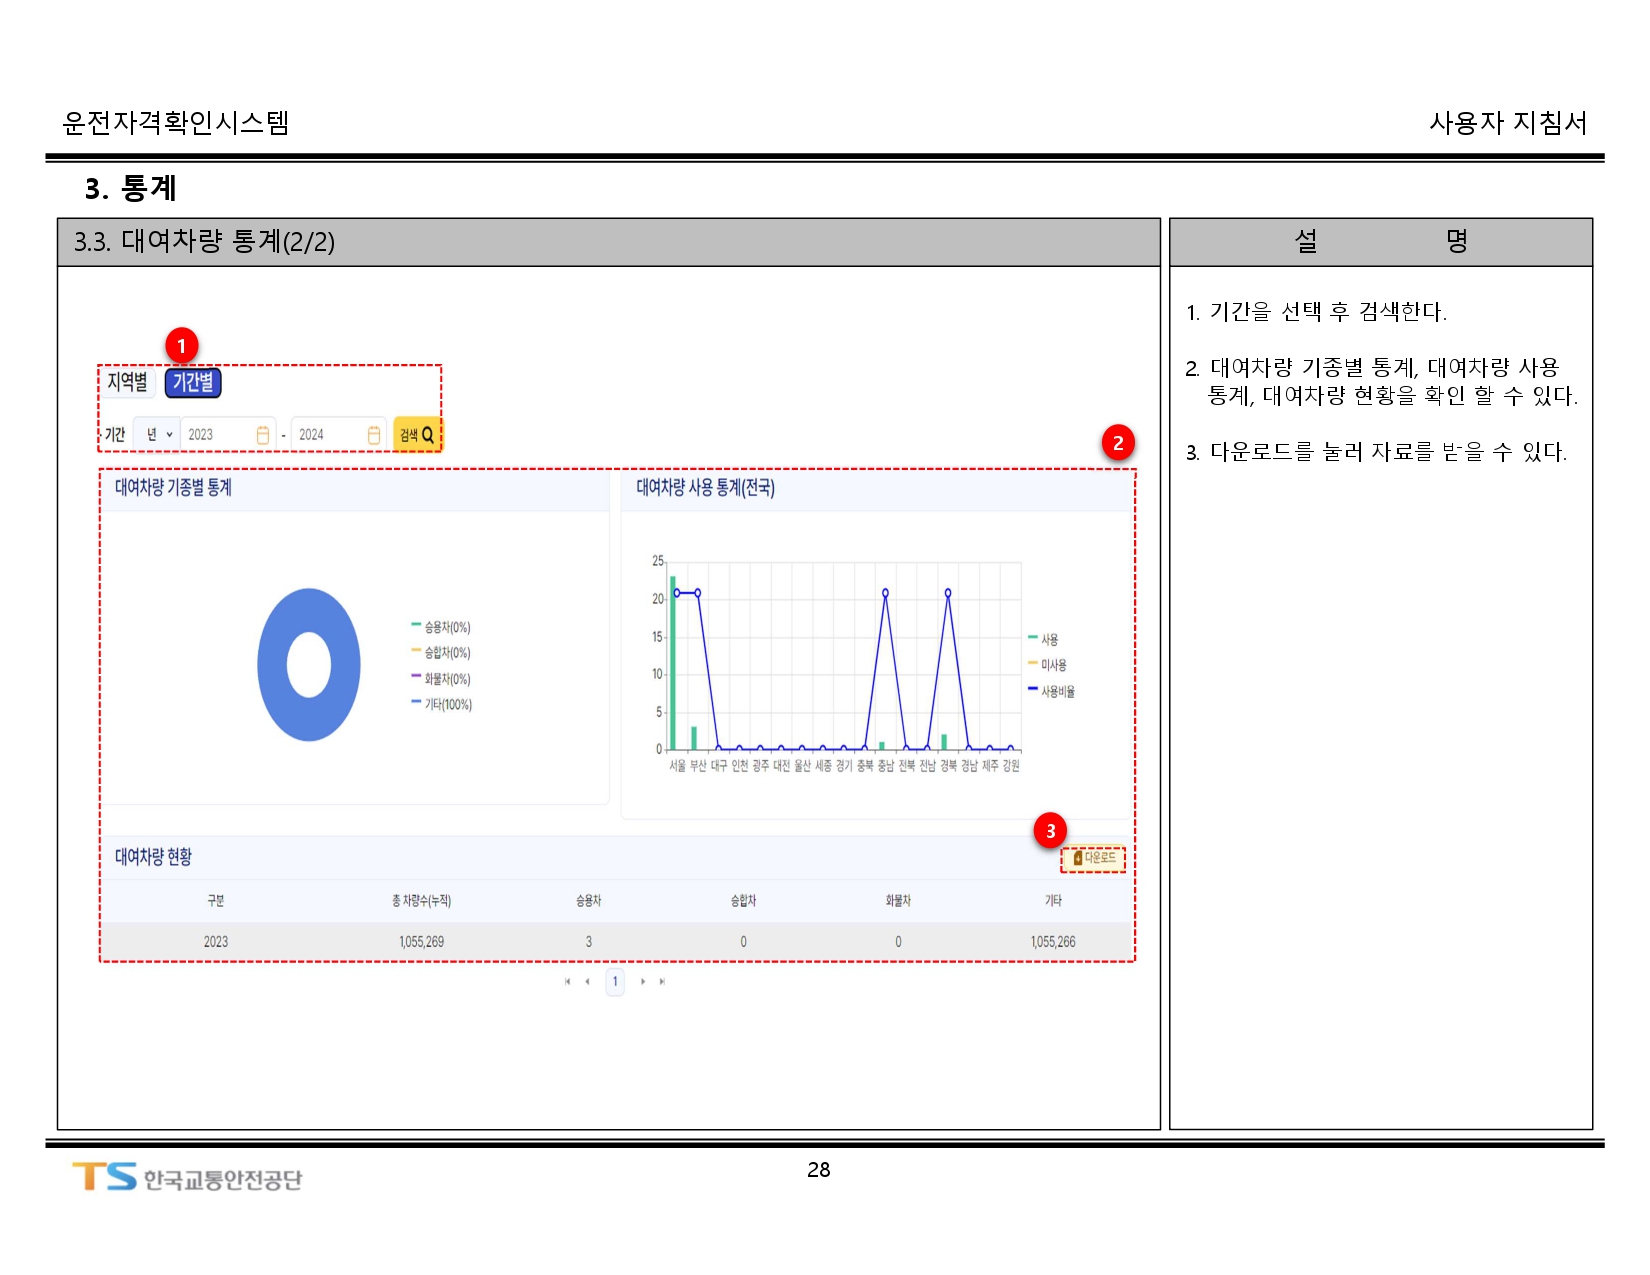 운전자격확인시스템
사용자 지침서
3. 통계
3.3. 대여차량 통계(2/2)
설 명
1
지역별 기간별
기간 년 2023 - 2024 검색
2
대여차량 기종별 통계
승용차(0%)
승합차(0%)
화물차(0%)
기타(100%)
대여차량 사용 통계(전국)
25
20
15
10
5
0
서울 부산 대구 인천 광주 대전 울산 세종 경기 충북 충남 전북 전남 경북 경남 제주 강원
사용
미사용
사용비율
3
대여차량 현황
다운로드
구분 총 차량수(누적) 승용차 승합차 화물차 기타
2023 1,055,269 3 0 0 1,055,266
1
1. 기간을 선택 후 검색한다.
2. 대여차량 기종별 통계, 대여차량 사용
통계, 대여차량 현황을 확인 할 수 있다.
3. 다운로드를 눌러 자료를 받을 수 있다.
TS 한국교통안전공단
28